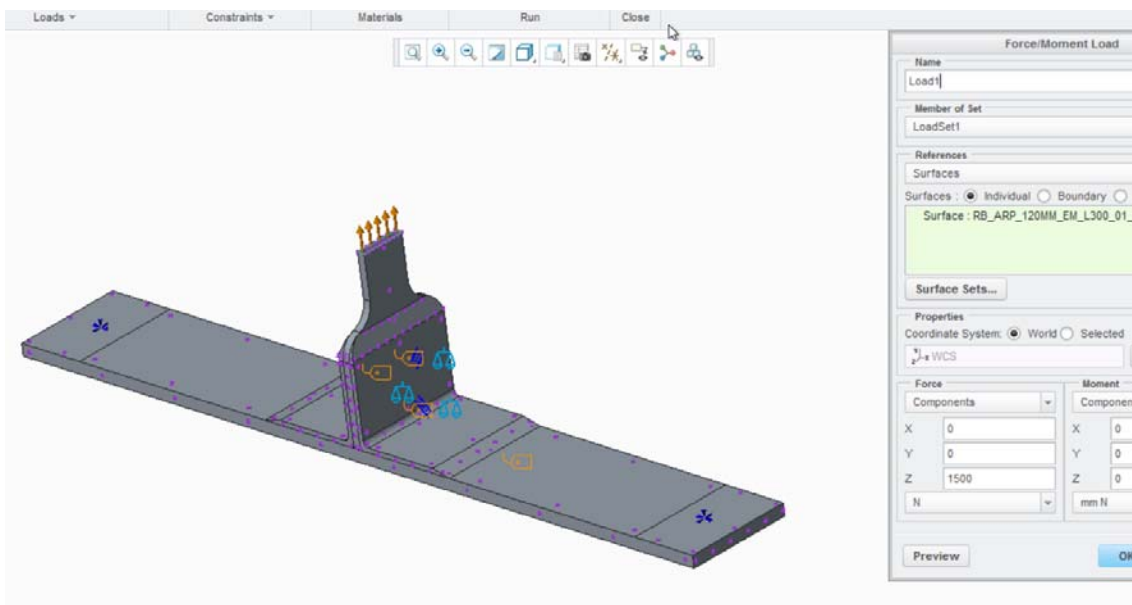 Loads
Constraints
Materials
Run
Close
Force/Moment Load
Name
Load1
Member of Set
LoadSet1
References
Surfaces
Surfaces : Individual Boundary
Surface : RB_ARP_120MM_EM_L300_01_
Surface Sets...
Properties
Coordinate System: World Selected
WCS
Force Moment
Components Componen
X 0 X 0
Y 0 Y 0
Z 1500 Z 0
N mm N
Preview OK